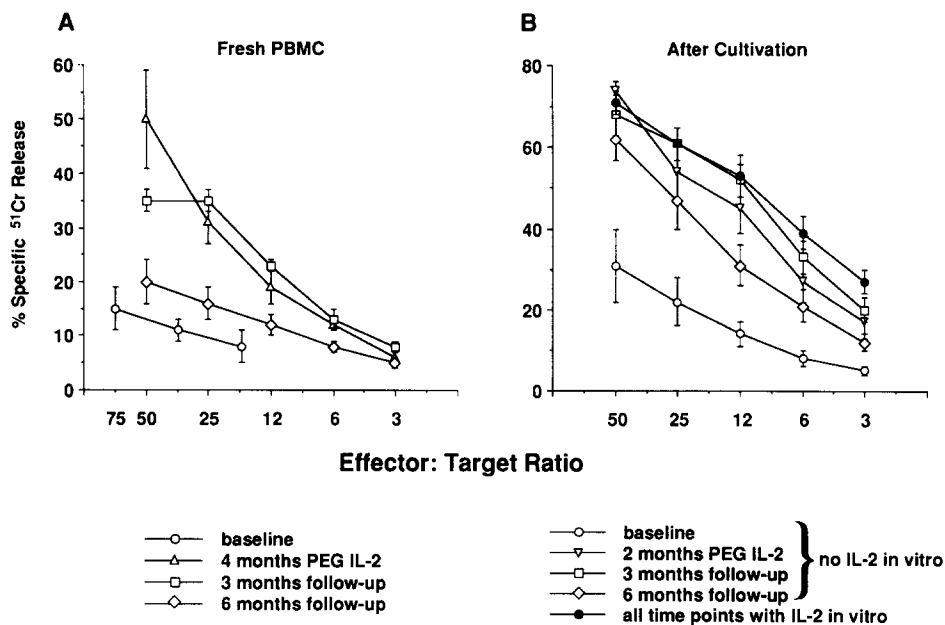 A
Fresh PBMC
% Specific ⁵¹Cr Release
60
50
40
30
20
10
0
75 50 25 12 6 3
B
After Cultivation
80
60
40
20
0
50 25 12 6 3
Effector: Target Ratio
baseline
4 months PEG IL-2
3 months follow-up
6 months follow-up
baseline
2 months PEG IL-2
3 months follow-up
6 months follow-up
no IL-2 in vitro
all time points with IL-2 in vitro